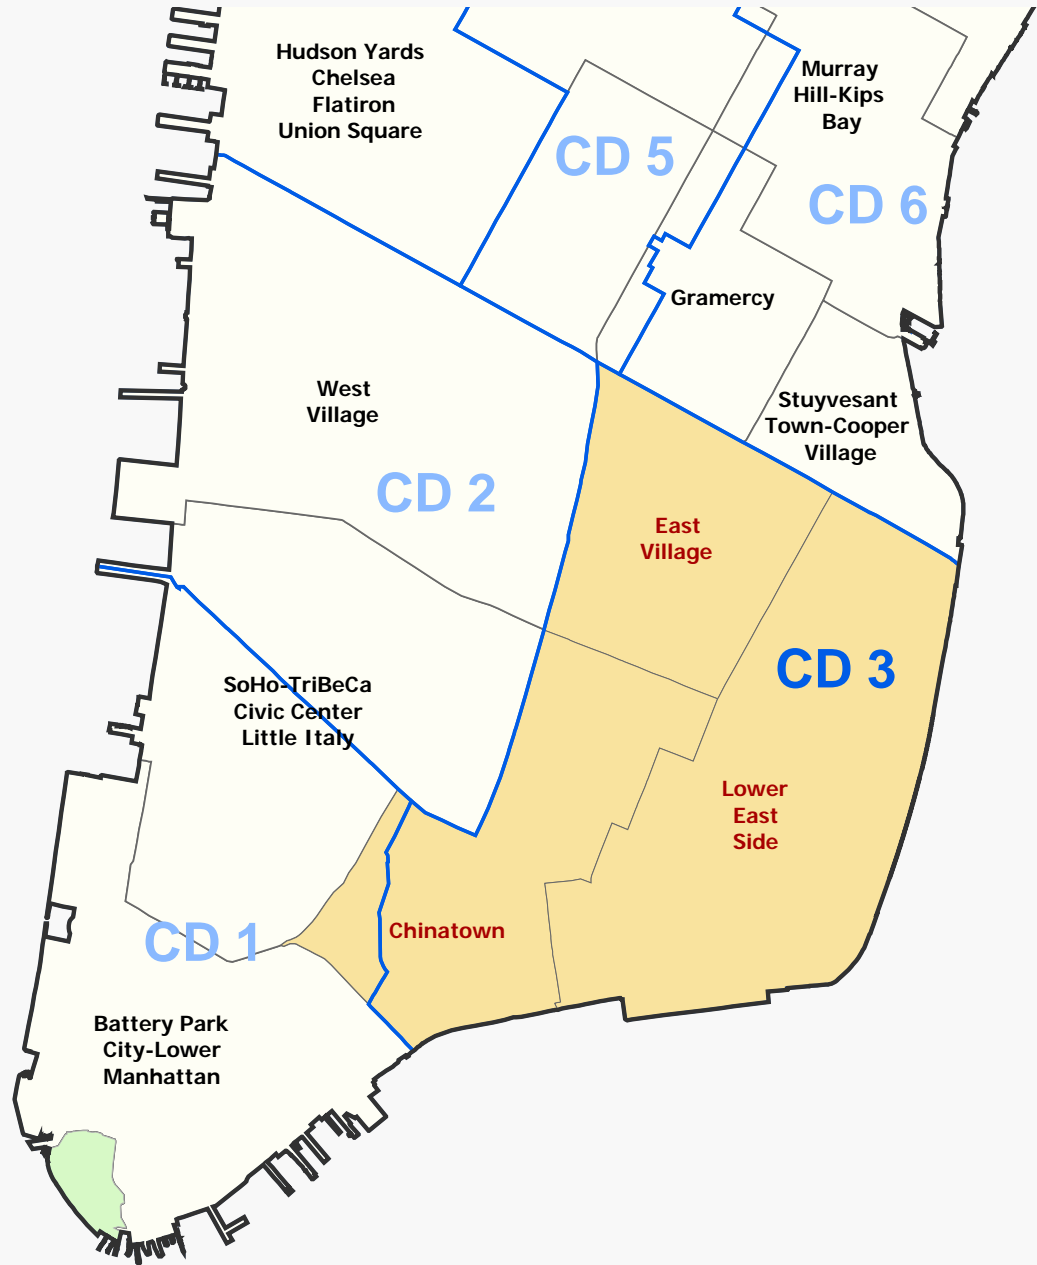 Hudson Yards
Chelsea
Flatiron
Union Square
Murray
Hill-Kips
Bay
CD 5
CD 6
Gramercy
West
Village
Stuyvesant
Town-Cooper
Village
CD 2
East
Village
CD 3
SoHo-TriBeCa
Civic Center
Little Italy
Lower
East
Side
Chinatown
CD 1
Battery Park
City-Lower
Manhattan